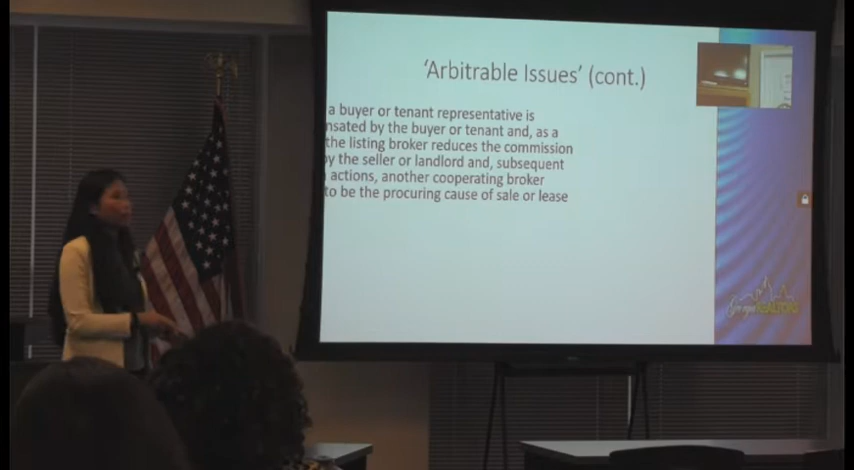 'Arbitrable Issues' (cont.)
a buyer or tenant representative is
nsated by the buyer or tenant and, as a
the listing broker reduces the commission
y the seller or landlord and, subsequent
actions, another cooperating broker
to be the procuring cause of sale or lease
Georgia REALTORS